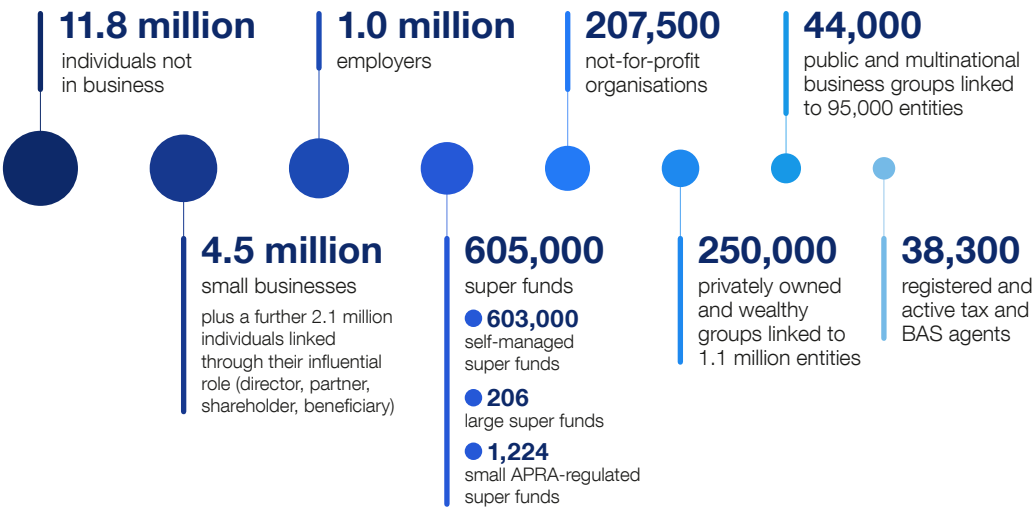 11.8 million
individuals not
in business
4.5 million
small businesses
plus a further 2.1 million
individuals linked
through their influential
role (director, partner,
shareholder, beneficiary)
1.0 million
employers
605,000
super funds
603,000
self-managed
super funds
206
large super funds
1,224
small APRA-regulated
super funds
207,500
not-for-profit
organisations
250,000
privately owned
and wealthy
groups linked to
1.1 million entities
44,000
public and multinational
business groups linked
to 95,000 entities
38,300
registered and
active tax and
BAS agents